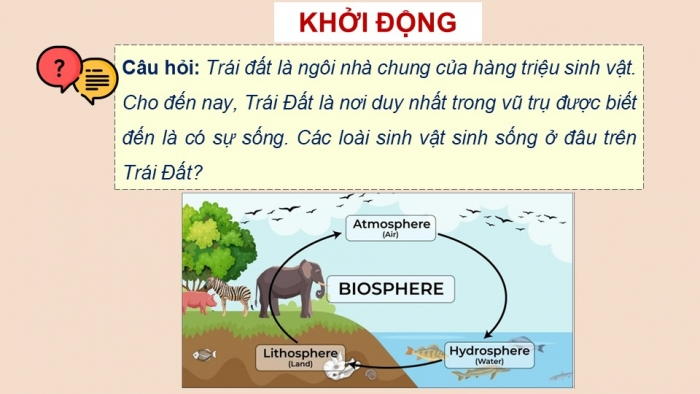 KHỞI ĐỘNG
?
Câu hỏi: Trái đất là ngôi nhà chung của hàng triệu sinh vật.
Cho đến nay, Trái Đất là nơi duy nhất trong vũ trụ được biết
đến là có sự sống. Các loài sinh vật sinh sống ở đâu trên
Trái Đất?
Atmosphere
(Air)
BIOSPHERE
Lithosphere
(Land)
Hydrosphere
(Water)